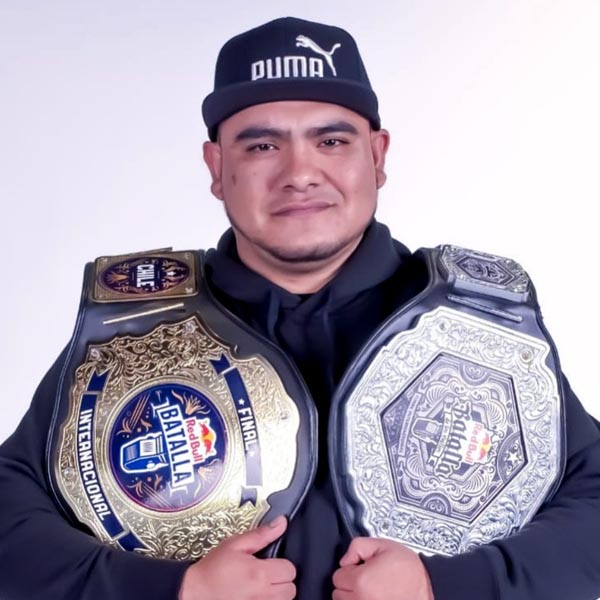 PUMA
CHILE
Red Bull
BATALLA
FINAL
INTERNACIONAL
Batalla
Red Bull